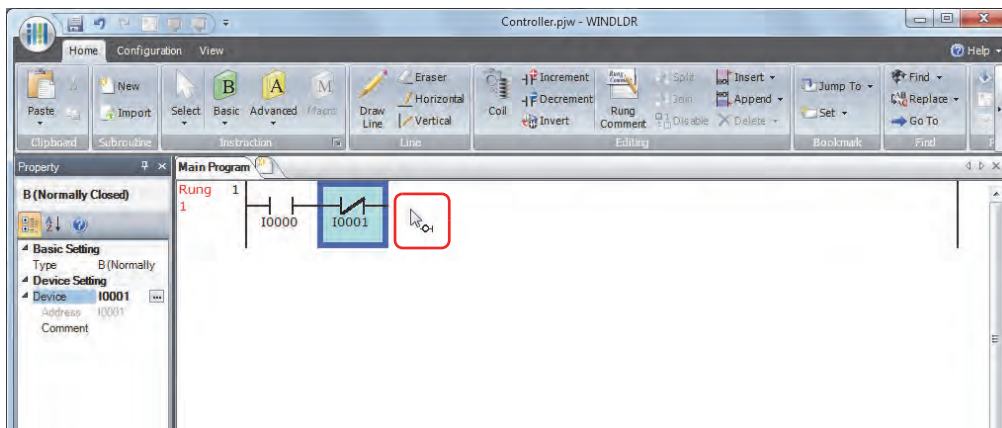 Controller.pjw - WINDLDR
Home Configuration View Help
Paste New Import Select Basic Advanced Macro Draw Line Eraser Horizontal Vertical Coil Increment Decrement Invert Rung Comment Split Join Disable Insert Append Delete Jump To Set Find Replace Go To
Clipboard Subroutine Instruction Line Editing Bookmark Find
Property Main Program
B (Normally Closed)
Basic Setting
Type B (Normally
Device Setting
Device I0001 ...
Address I0001
Comment
Rung 1
1
I0000 I0001